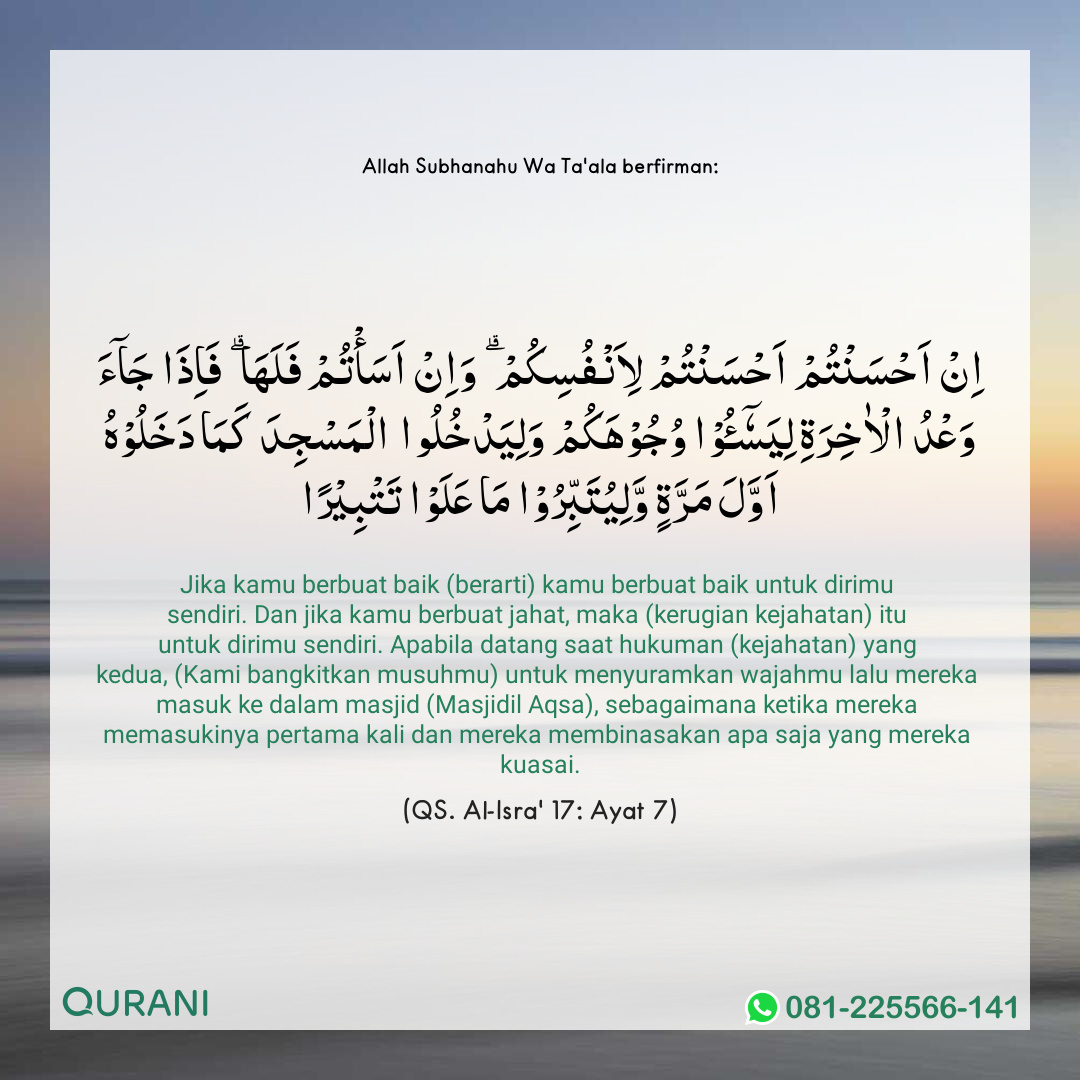 Allah Subhanahu Wa Ta'ala berfirman:
اِنْ اَحْسَنْتُمْ اَحْسَنْتُمْ لِاَنْفُسِكُمْ ۗ وَاِنْ اَسَأْتُمْ فَلَهَا ۗ فَاِذَا جَآءَ
وَعْدُ الْاٰخِرَةِ لِيَسٓـُٔوْا وُجُوْهَكُمْ وَلِيَدْخُلُوا الْمَسْجِدَ كَمَا دَخَلُوْهُ
اَوَّلَ مَرَّةٍ وَّلِيُتَبِّرُوْا مَا عَلَوْا تَتْبِيْرًا
Jika kamu berbuat baik (berarti) kamu berbuat baik untuk dirimu
sendiri. Dan jika kamu berbuat jahat, maka (kerugian kejahatan) itu
untuk dirimu sendiri. Apabila datang saat hukuman (kejahatan) yang
kedua, (Kami bangkitkan musuhmu) untuk menyuramkan wajahmu lalu mereka
masuk ke dalam masjid (Masjidil Aqsa), sebagaimana ketika mereka
memasukinya pertama kali dan mereka membinasakan apa saja yang mereka
kuasai.
(QS. Al-Isra' 17: Ayat 7)
QURANI
081-225566-141